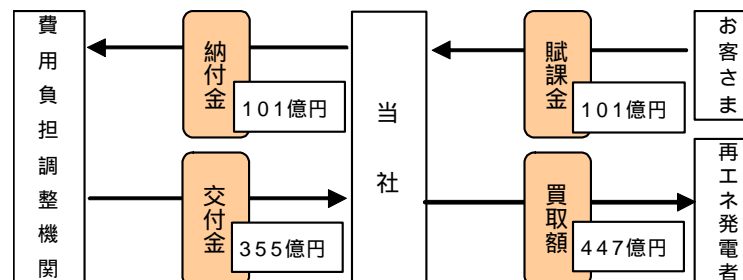 費用負担調整機関
納付金
101億円
交付金
355億円
当社
賦課金
101億円
買取額
447億円
お客さま
再エネ発電者